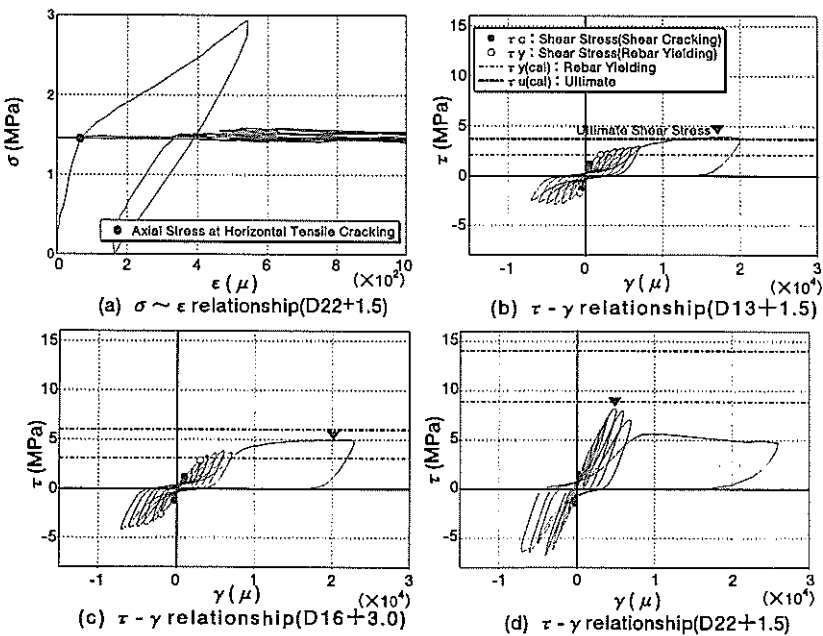 3
2
1
0
σ (MPa)
Axial Stress at Horizontal Tensile Cracking
0
2
4
6
8
10
ε(μ)
(×10²)
(a) σ ~ ε relationship(D22+1.5)
15
10
5
0
-5
τ (MPa)
τ c : Shear Stress(Shear Cracking)
τ y : Shear Stress(Rebar Yielding)
τ y(cal) : Rebar Yielding
τ u(cal) : Ultimate
Ultimate Shear Stress
-1
0
1
2
3
γ(μ)
(×10⁴)
(b) τ - γ relationship(D13+1.5)
15
10
5
0
-5
τ (MPa)
-1
0
1
2
3
γ(μ)
(×10⁴)
(c) τ - γ relationship(D16+3.0)
15
10
5
0
-5
τ (MPa)
-1
0
1
2
3
γ(μ)
(×10⁴)
(d) τ - γ relationship(D22+1.5)